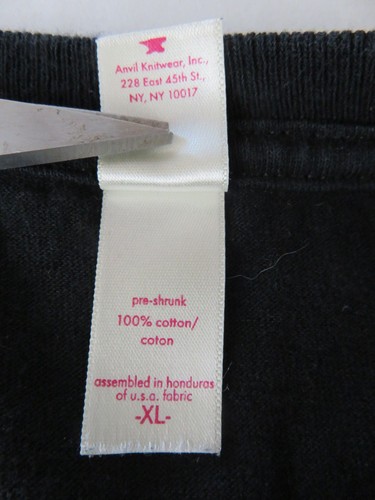 Anvil Knitwear, Inc.,
228 East 45th St.,
NY, NY 10017
pre-shrunk
100% cotton/
coton
assembled in honduras
of u.s.a. fabric
-XL-